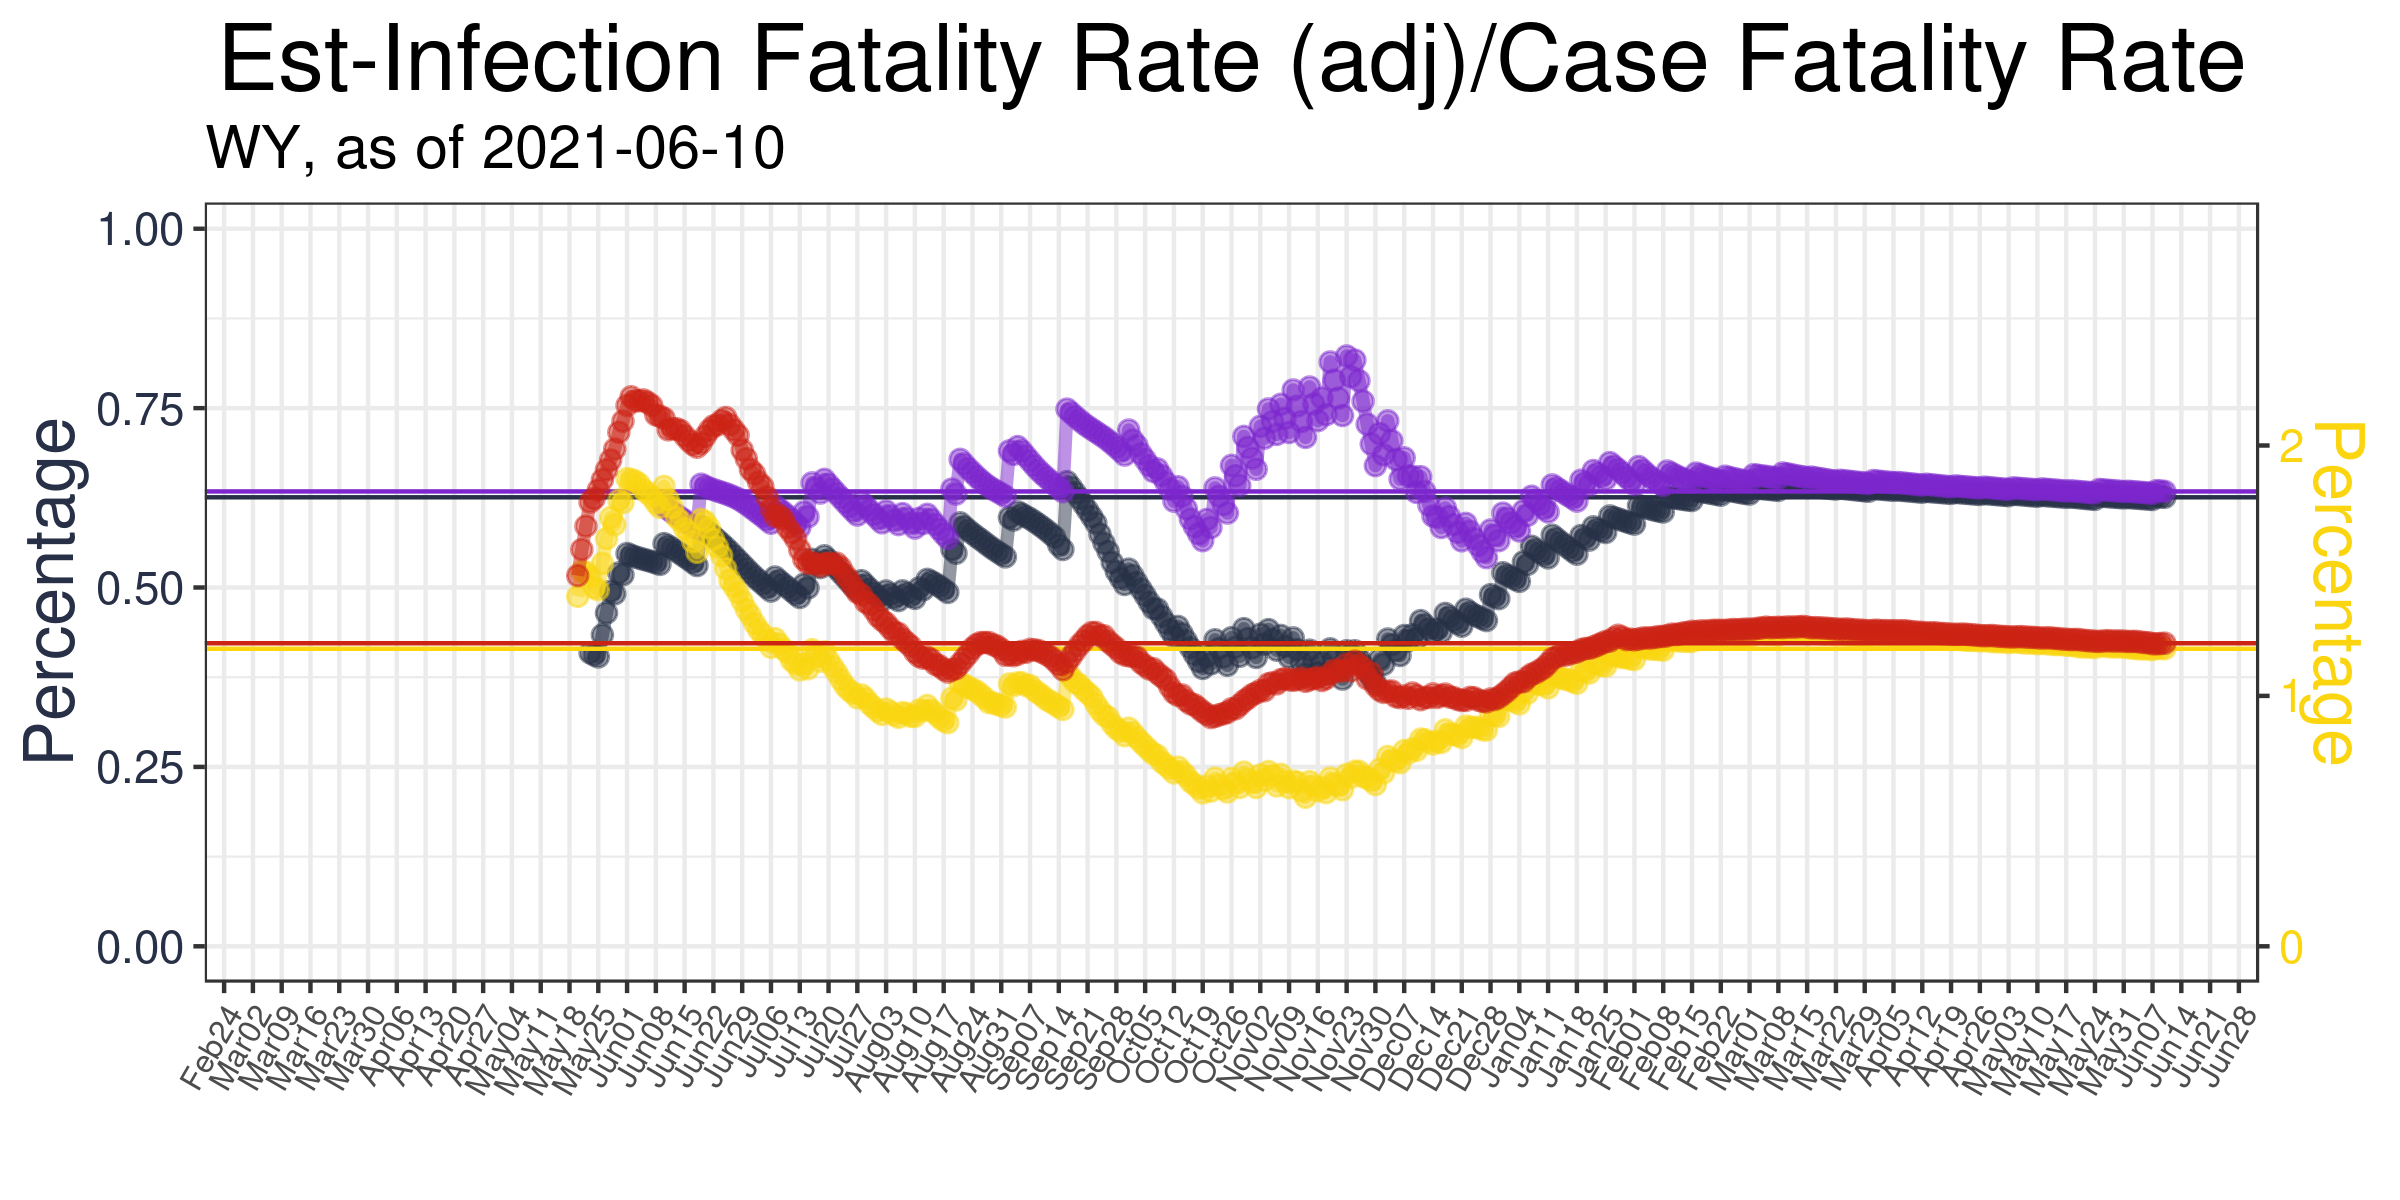 Est-Infection Fatality Rate (adj)/Case Fatality Rate
WY, as of 2021-06-10
Percentage
1.00
0.75
0.50
0.25
0.00
2
1
0
Percentage
Feb24
Mar02
Mar09
Mar16
Mar23
Mar30
Apr06
Apr13
Apr20
Apr27
May04
May11
May18
May25
Jun01
Jun08
Jun15
Jun22
Jun29
Jul06
Jul13
Jul20
Jul27
Aug03
Aug10
Aug17
Aug24
Aug31
Sep07
Sep14
Sep21
Sep28
Oct05
Oct12
Oct19
Oct26
Nov02
Nov09
Nov16
Nov23
Nov30
Dec07
Dec14
Dec21
Dec28
Jan04
Jan11
Jan18
Jan25
Feb01
Feb08
Feb15
Feb22
Mar01
Mar08
Mar15
Mar22
Mar29
Apr05
Apr12
Apr19
Apr26
May03
May10
May17
May24
May31
Jun07
Jun14
Jun21
Jun28